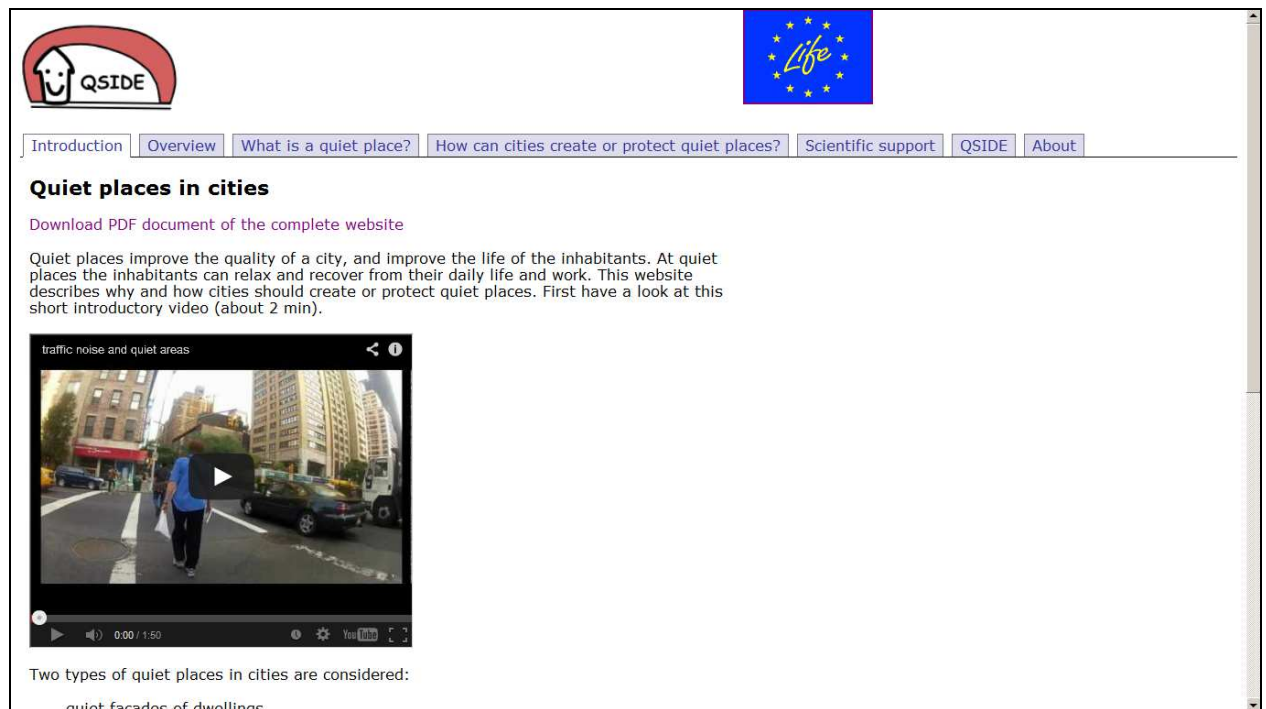 QSIDE
Life
Introduction Overview What is a quiet place? How can cities create or protect quiet places? Scientific support QSIDE About
Quiet places in cities
Download PDF document of the complete website
Quiet places improve the quality of a city, and improve the life of the inhabitants. At quiet
places the inhabitants can relax and recover from their daily life and work. This website
describes why and how cities should create or protect quiet places. First have a look at this
short introductory video (about 2 min).
traffic noise and quiet areas
0:00 / 1:50 YouTube
Two types of quiet places in cities are considered:
quiet facades of dwellings